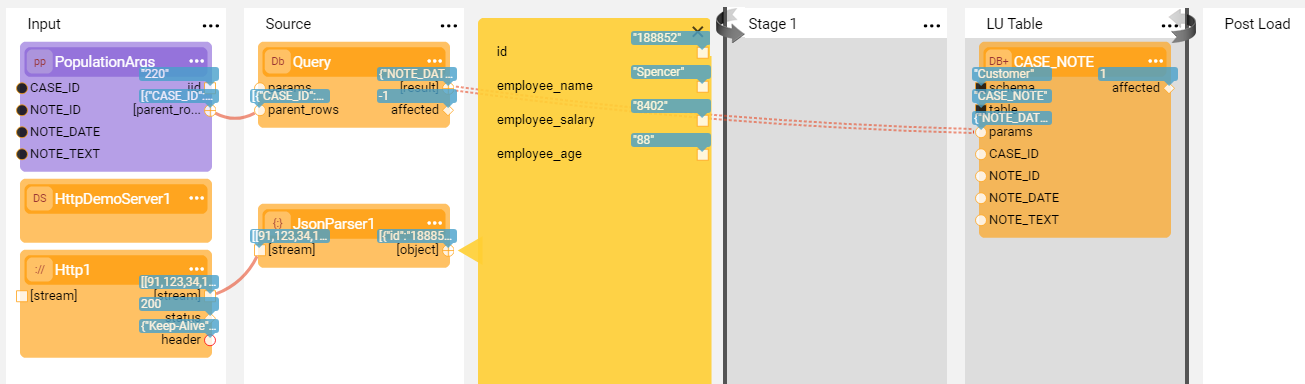 Input
Source
Stage 1
LU Table
Post Load
pp PopulationArgs
"220"
CASE_ID
iid
[{"CASE_ID":...
NOTE_ID
[parent_ro...
NOTE_DATE
NOTE_TEXT
DS HttpDemoServer1
:// Http1
[[91,123,34,1...
[stream]
[stream]
200
status
{"Keep-Alive"...
header
Db Query
{"NOTE_DAT...
params
[result]
[{"CASE_ID":...
-1
parent_rows
affected
{;} JsonParser1
[[91,123,34,1...
[{"id":"18885...
[stream]
[object]
"188852"
id
"Spencer"
employee_name
"8402"
employee_salary
"88"
employee_age
DB+ CASE_NOTE
"Customer"
1
schema
affected
"CASE_NOTE"
table
{"NOTE_DAT...
params
CASE_ID
NOTE_ID
NOTE_DATE
NOTE_TEXT